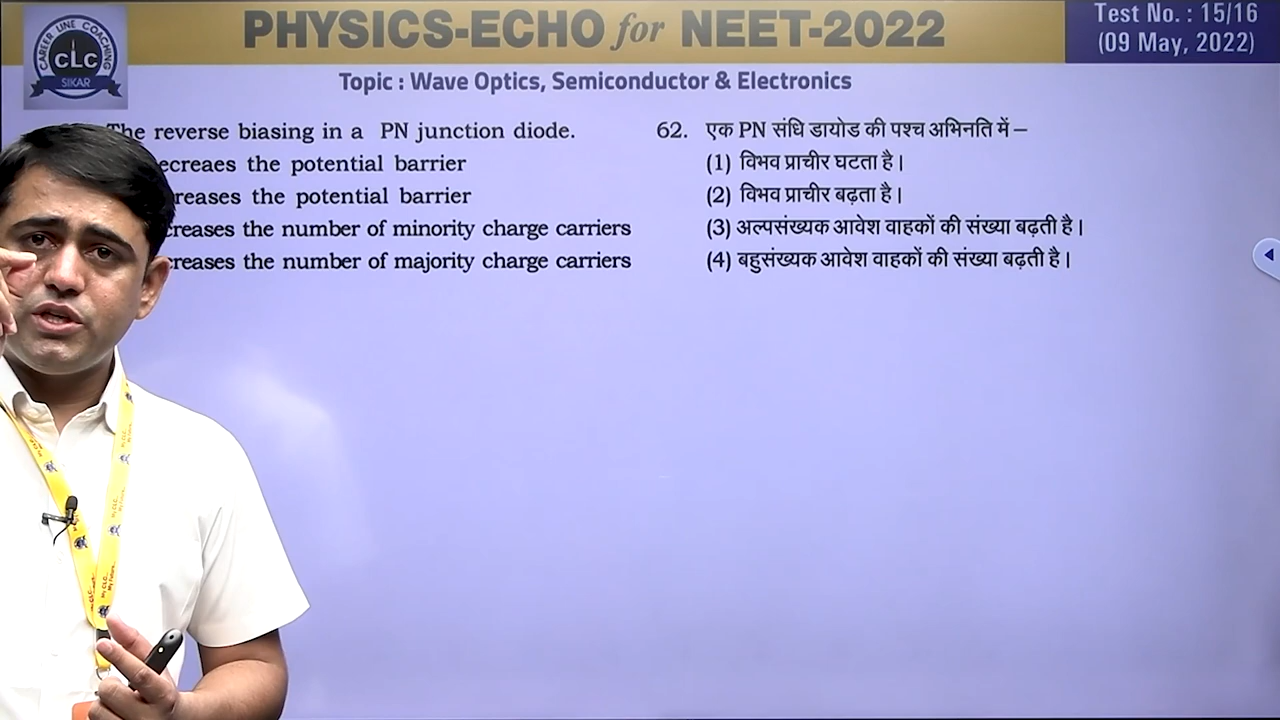 PHYSICS-ECHO for NEET-2022
Test No. : 15/16
(09 May, 2022)
CAREER LINE COACHING
CLC
SIKAR
Topic : Wave Optics, Semiconductor & Electronics
The reverse biasing in a PN junction diode.
ecreaes the potential barrier
reases the potential barrier
creases the number of minority charge carriers
creases the number of majority charge carriers
62. एक PN संधि डायोड की पश्च अभिनति में –
(1) विभव प्राचीर घटता है।
(2) विभव प्राचीर बढ़ता है।
(3) अल्पसंख्यक आवेश वाहकों की संख्या बढ़ती है।
(4) बहुसंख्यक आवेश वाहकों की संख्या बढ़ती है।